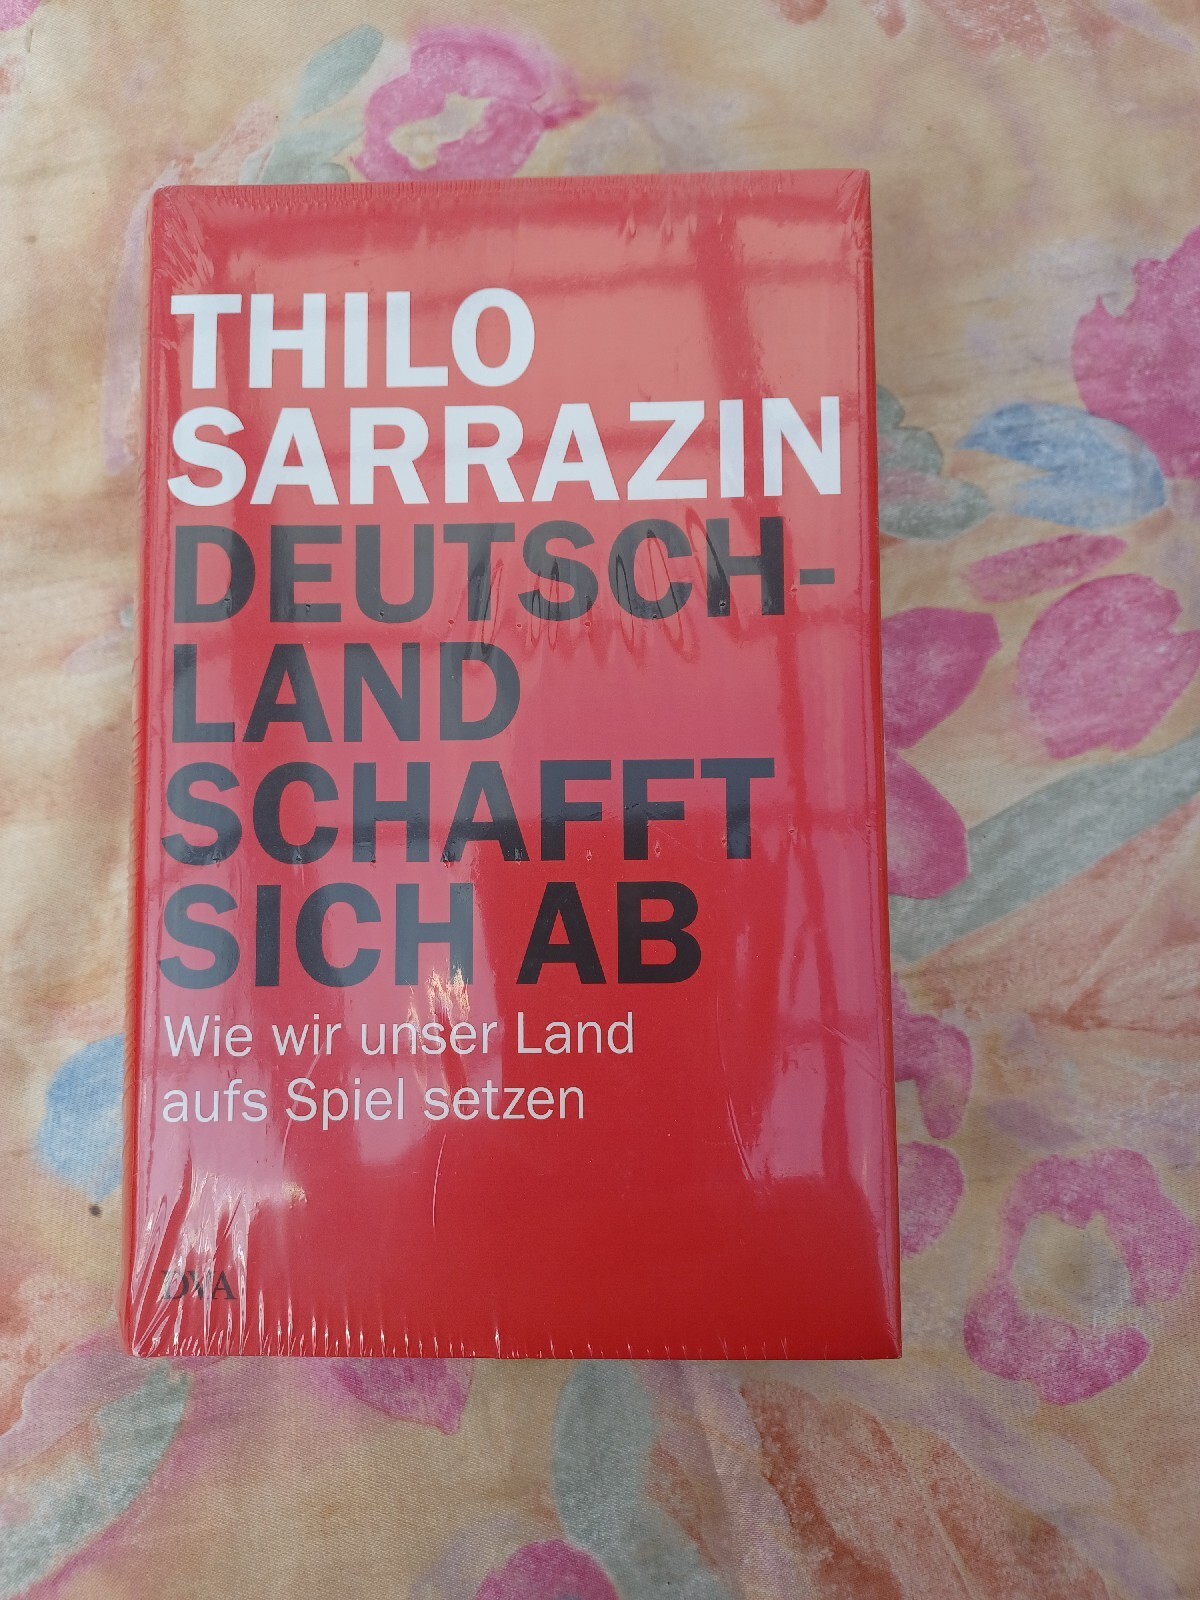 THILO
SARRAZIN
DEUTSCH-
LAND
SCHAFFT
SICH AB
Wie wir unser Land
aufs Spiel setzen
DVA